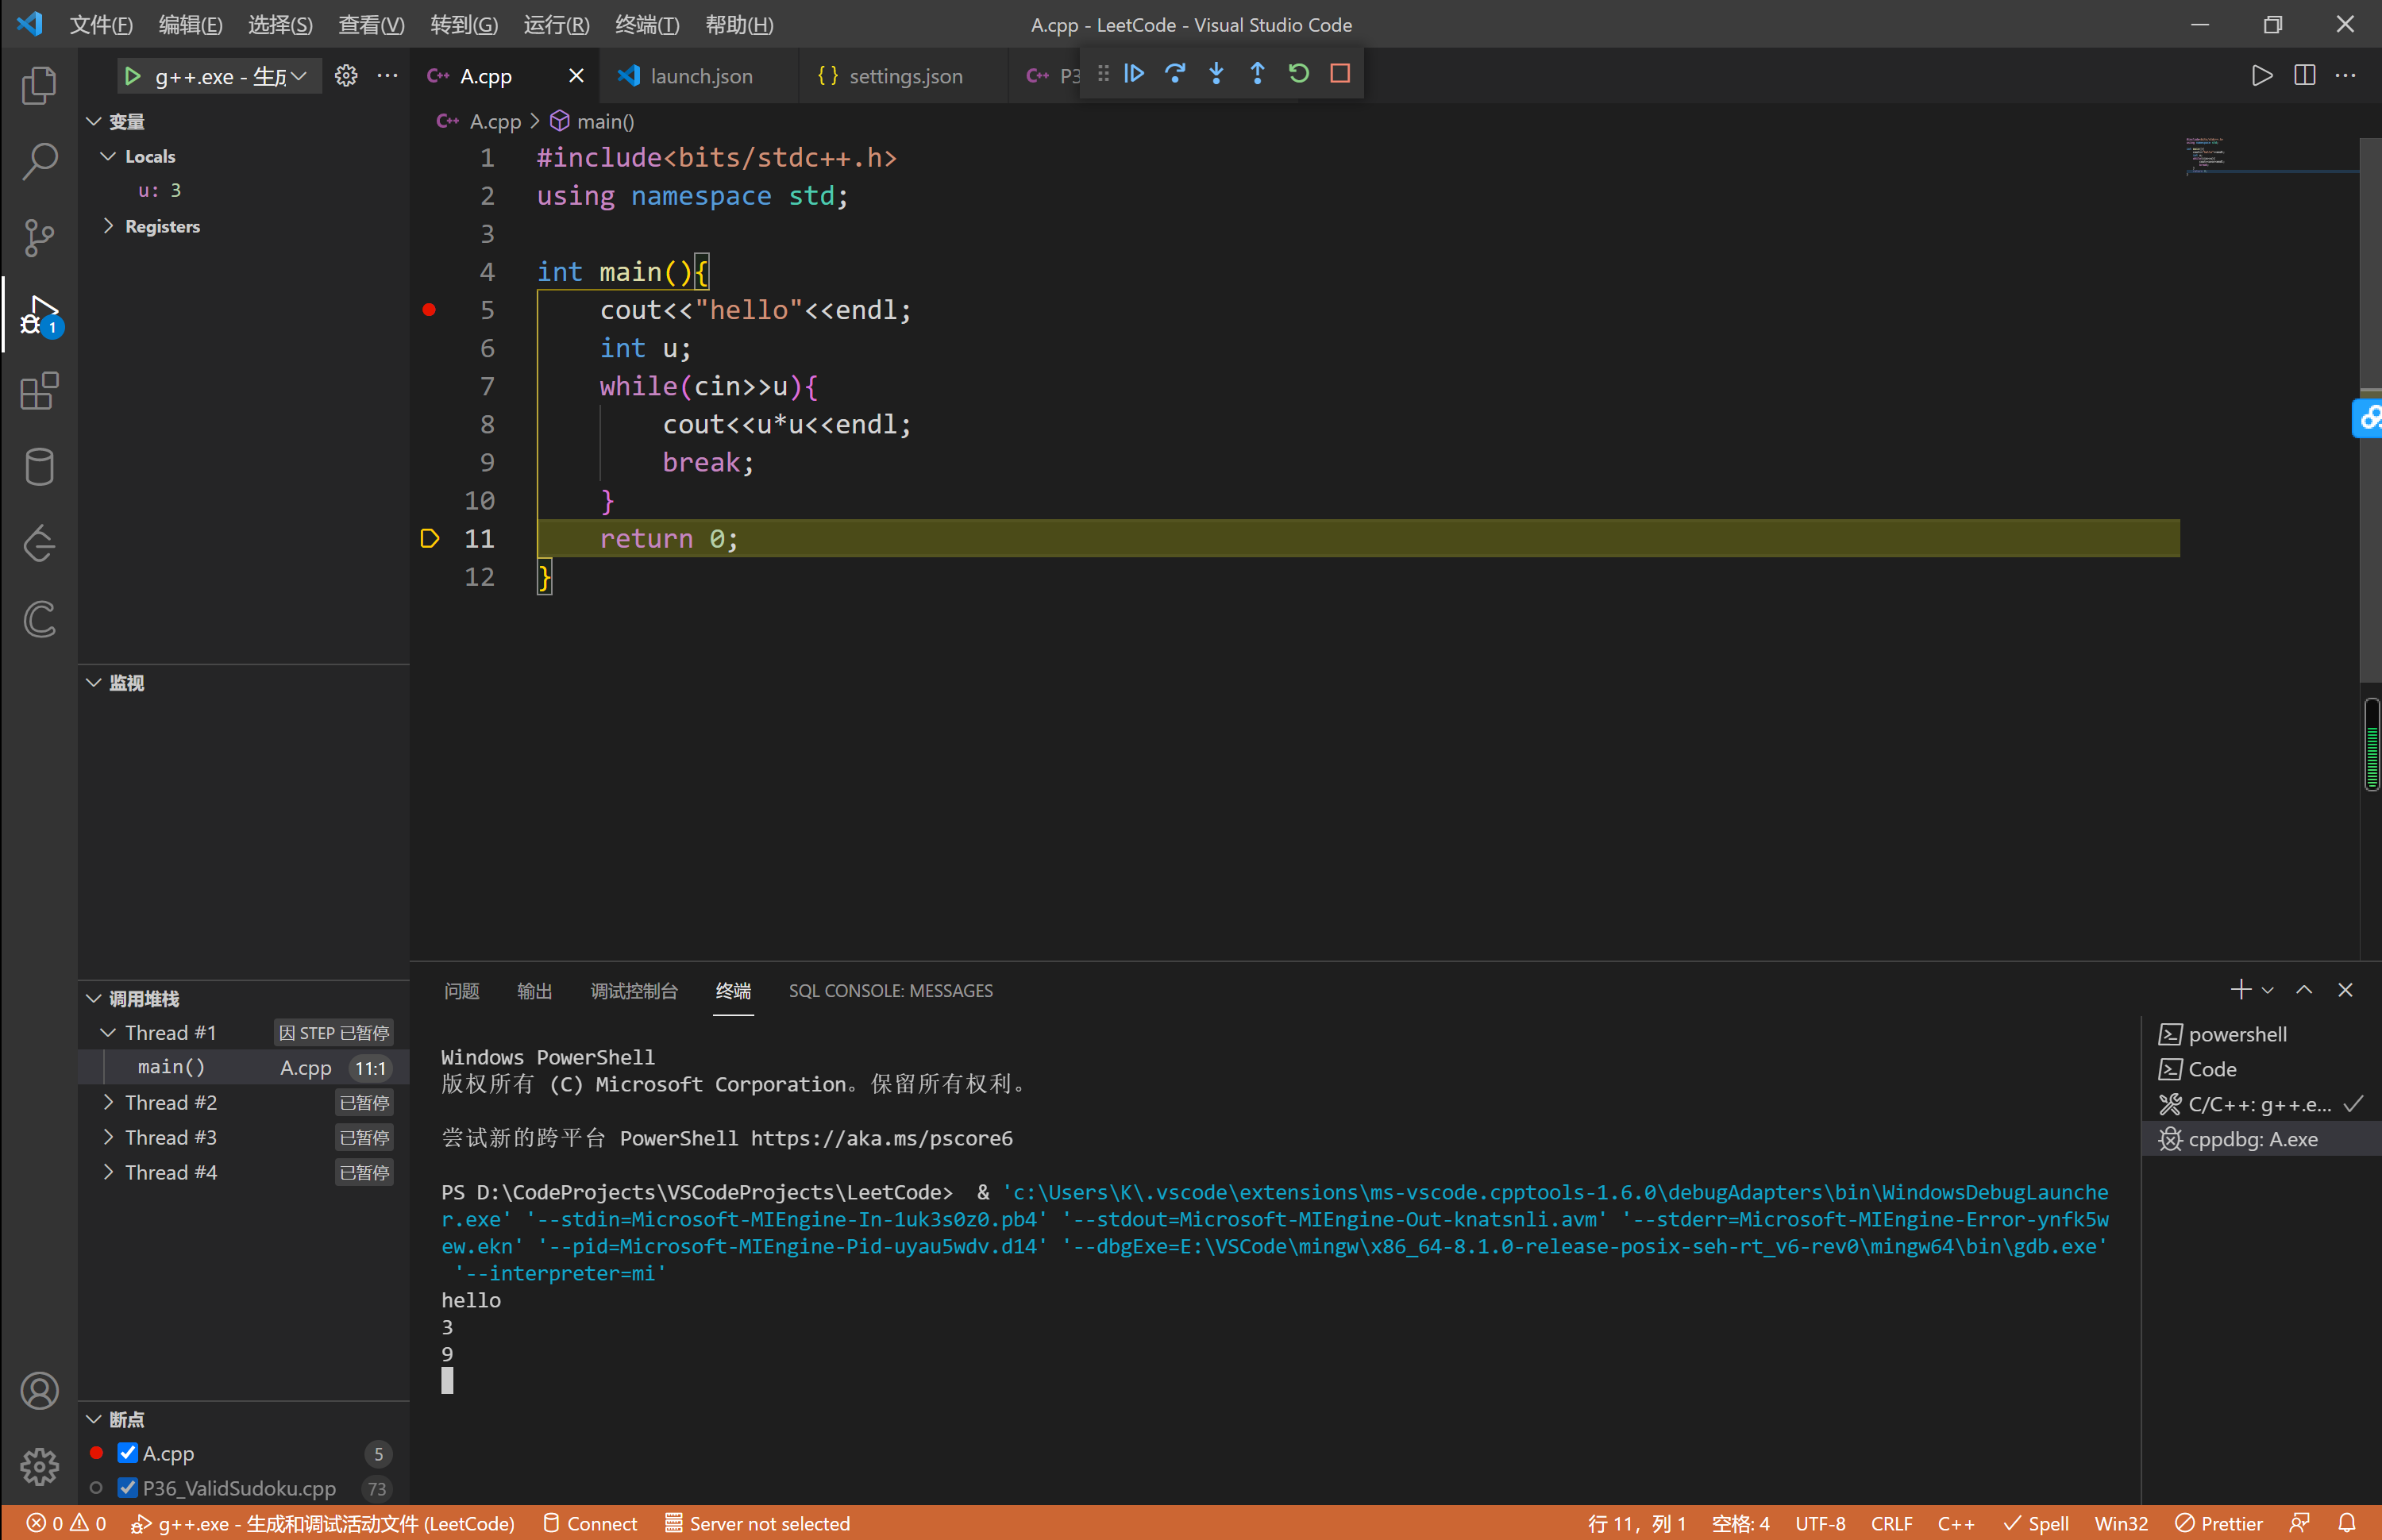 文件(F) 编辑(E) 选择(S) 查看(V) 转到(G) 运行(R) 终端(T) 帮助(H) A.cpp - LeetCode - Visual Studio Code
g++.exe - 生成 A.cpp launch.json settings.json P3
变量
Locals
u: 3
Registers
监视
调用堆栈
Thread #1 因 STEP 已暂停
main() A.cpp 11:1
Thread #2 已暂停
Thread #3 已暂停
Thread #4 已暂停
断点
A.cpp 5
P36_ValidSudoku.cpp 73
1
A.cpp > main()
1 #include<bits/stdc++.h>
2 using namespace std;
3
4 int main(){
5 cout<<"hello"<<endl;
6 int u;
7 while(cin>>u){
8 cout<<u*u<<endl;
9 break;
10 }
11 return 0;
12 }
问题 输出 调试控制台 终端 SQL CONSOLE: MESSAGES
Windows PowerShell
版权所有 (C) Microsoft Corporation。保留所有权利。
尝试新的跨平台 PowerShell https://aka.ms/pscore6
PS D:\CodeProjects\VSCodeProjects\LeetCode> & 'c:\Users\K\.vscode\extensions\ms-vscode.cpptools-1.6.0\debugAdapters\bin\WindowsDebugLaunche
r.exe' '--stdin=Microsoft-MIEngine-In-1uk3s0z0.pb4' '--stdout=Microsoft-MIEngine-Out-knatsnli.avm' '--stderr=Microsoft-MIEngine-Error-ynfk5w
ew.ekn' '--pid=Microsoft-MIEngine-Pid-uyau5wdv.d14' '--dbgExe=E:\VSCode\mingw\x86_64-8.1.0-release-posix-seh-rt_v6-rev0\mingw64\bin\gdb.exe'
'--interpreter=mi'
hello
3
9
powershell
Code
C/C++: g++.e...
cppdbg: A.exe
0 0 g++.exe - 生成和调试活动文件 (LeetCode) Connect Server not selected 行 11，列 1 空格: 4 UTF-8 CRLF C++ Spell Win32 Prettier